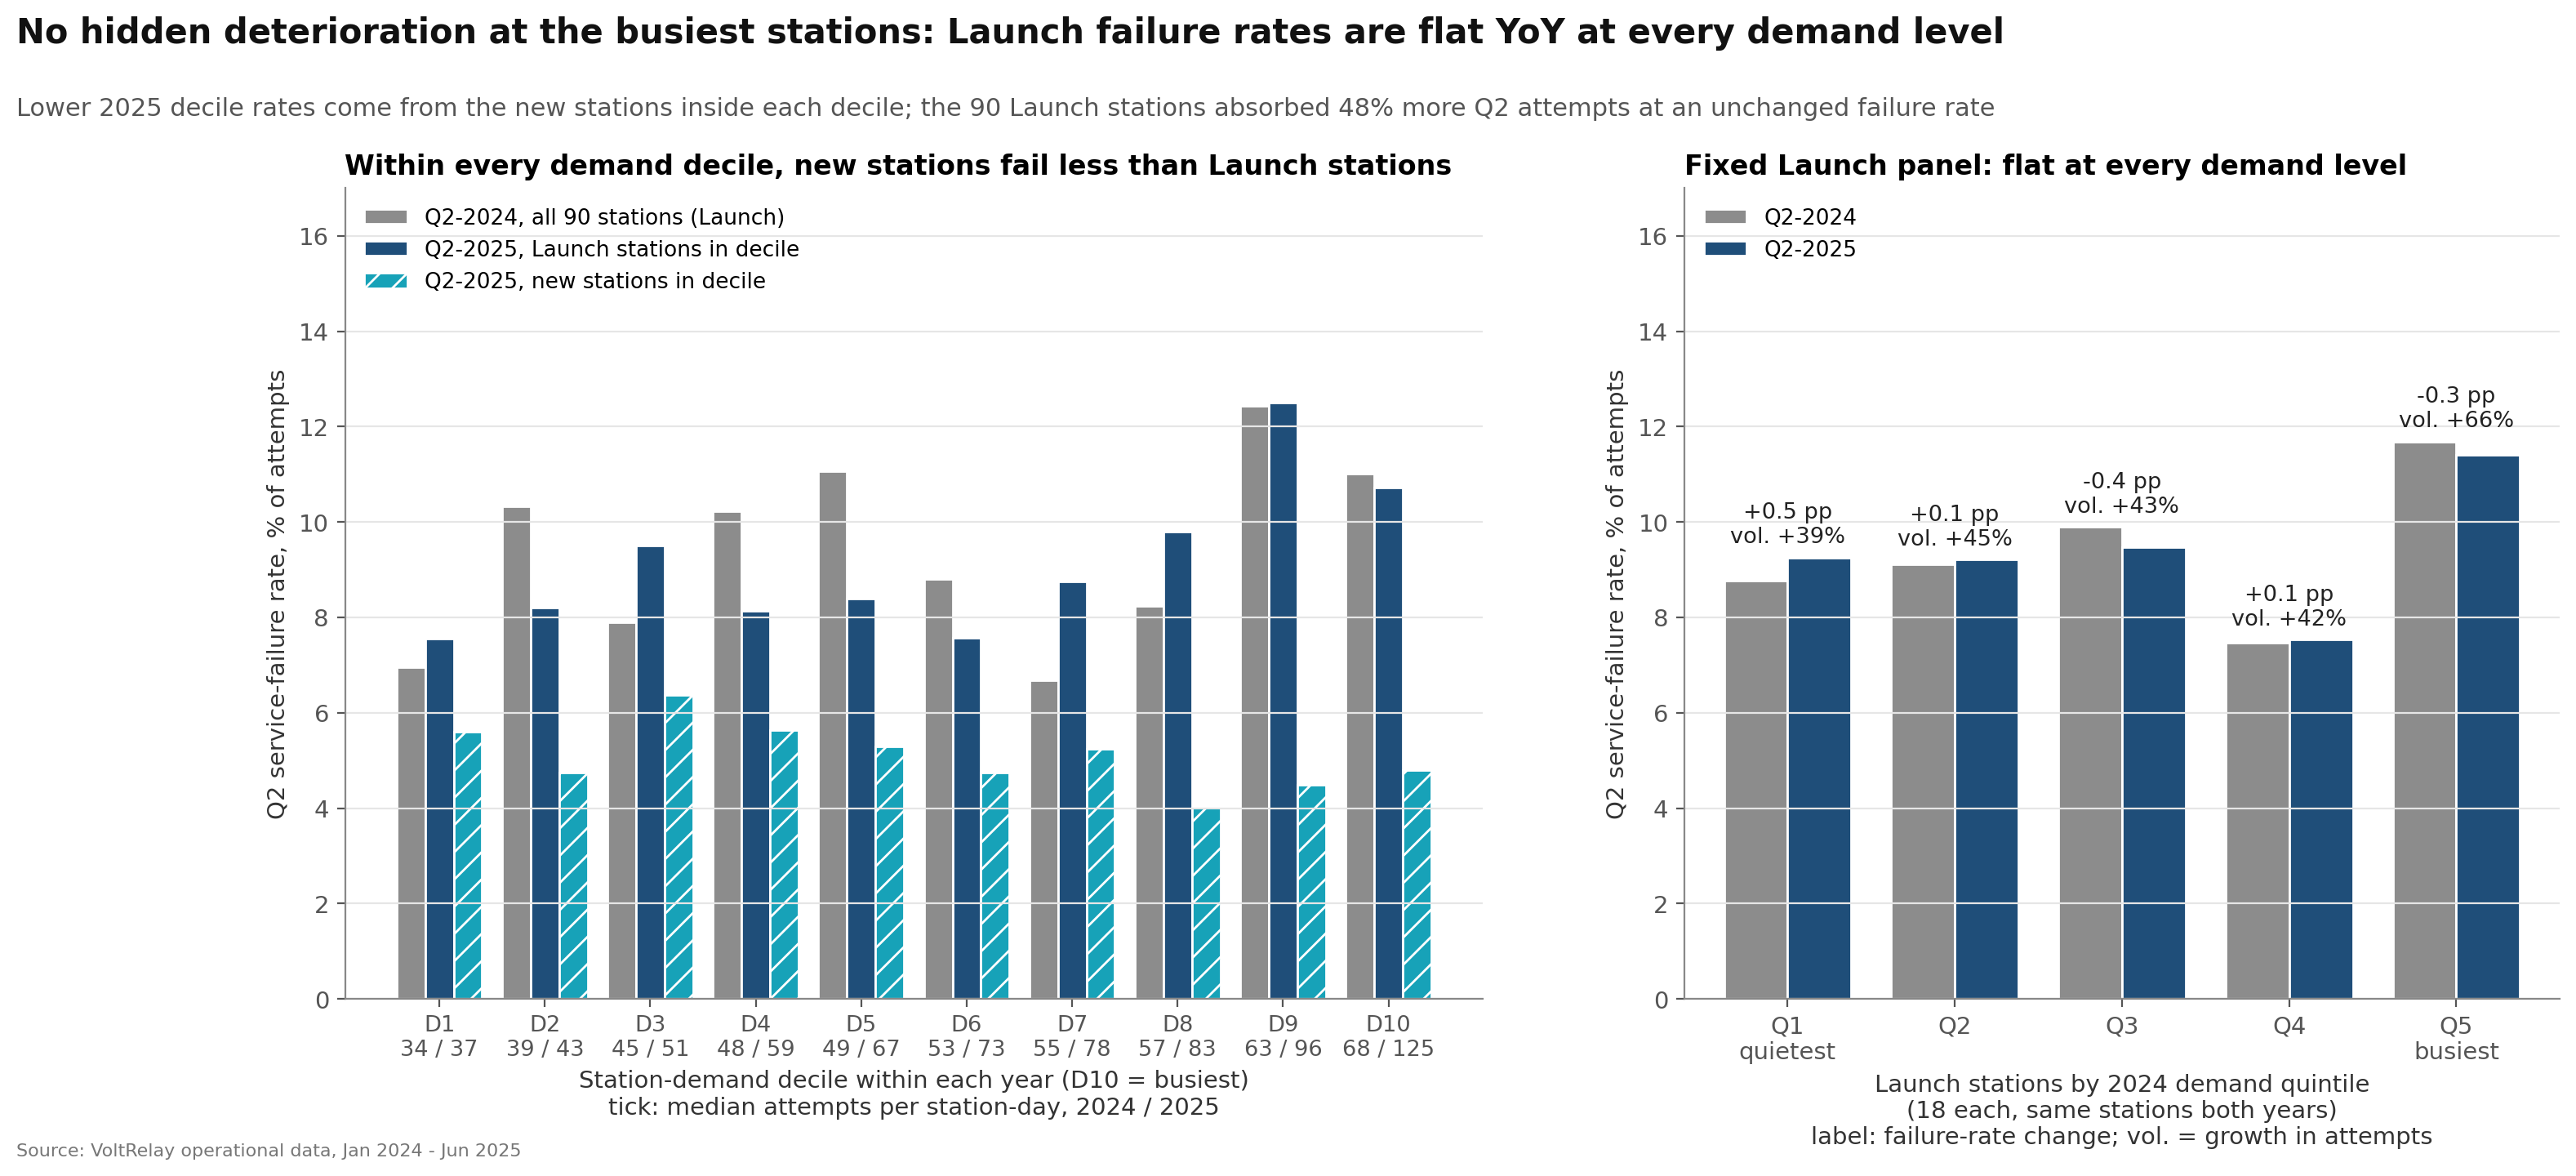 No hidden deterioration at the busiest stations: Launch failure rates are flat YoY at every demand level
Lower 2025 decile rates come from the new stations inside each decile; the 90 Launch stations absorbed 48% more Q2 attempts at an unchanged failure rate
Within every demand decile, new stations fail less than Launch stations
Q2-2024, all 90 stations (Launch)
Q2-2025, Launch stations in decile
Q2-2025, new stations in decile
Q2 service-failure rate, % of attempts
16
14
12
10
8
6
4
2
0
D1 D2 D3 D4 D5 D6 D7 D8 D9 D10
34 / 37 39 / 43 45 / 51 48 / 59 49 / 67 53 / 73 55 / 78 57 / 83 63 / 96 68 / 125
Station-demand decile within each year (D10 = busiest)
tick: median attempts per station-day, 2024 / 2025
Fixed Launch panel: flat at every demand level
Q2-2024
Q2-2025
Q2 service-failure rate, % of attempts
16
14
12
10
8
6
4
2
0
+0.5 pp
vol. +39%
+0.1 pp
vol. +45%
-0.4 pp
vol. +43%
+0.1 pp
vol. +42%
-0.3 pp
vol. +66%
Q1 Q2 Q3 Q4 Q5
quietest busiest
Launch stations by 2024 demand quintile
(18 each, same stations both years)
label: failure-rate change; vol. = growth in attempts
Source: VoltRelay operational data, Jan 2024 - Jun 2025